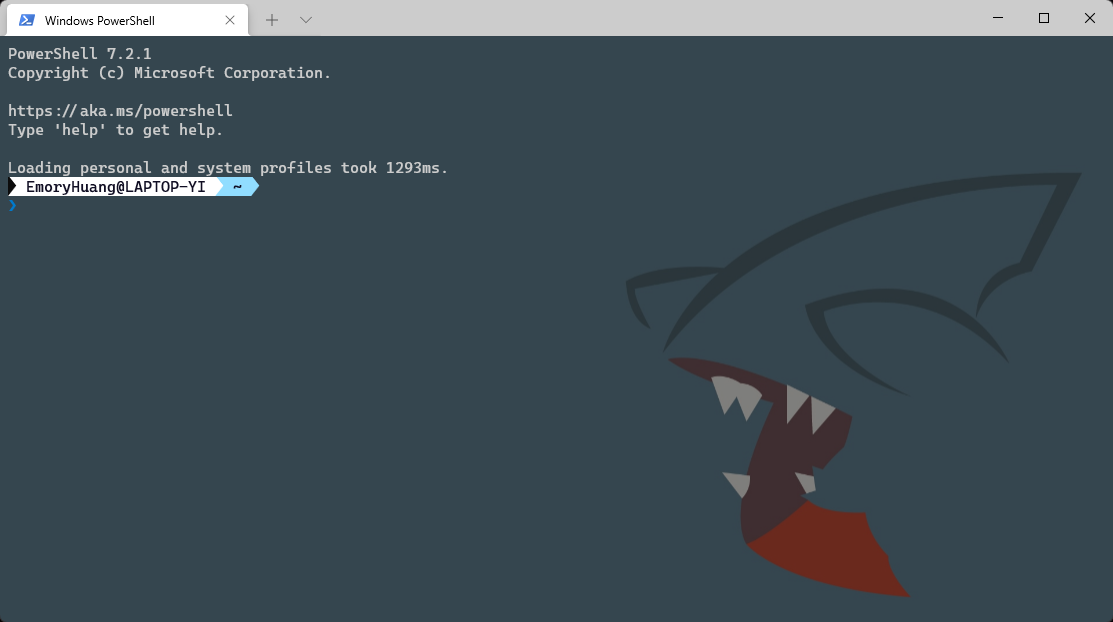 Windows PowerShell
PowerShell 7.2.1
Copyright (c) Microsoft Corporation.
https://aka.ms/powershell
Type 'help' to get help.
Loading personal and system profiles took 1293ms.
EmoryHuang@LAPTOP-YI ~
❯